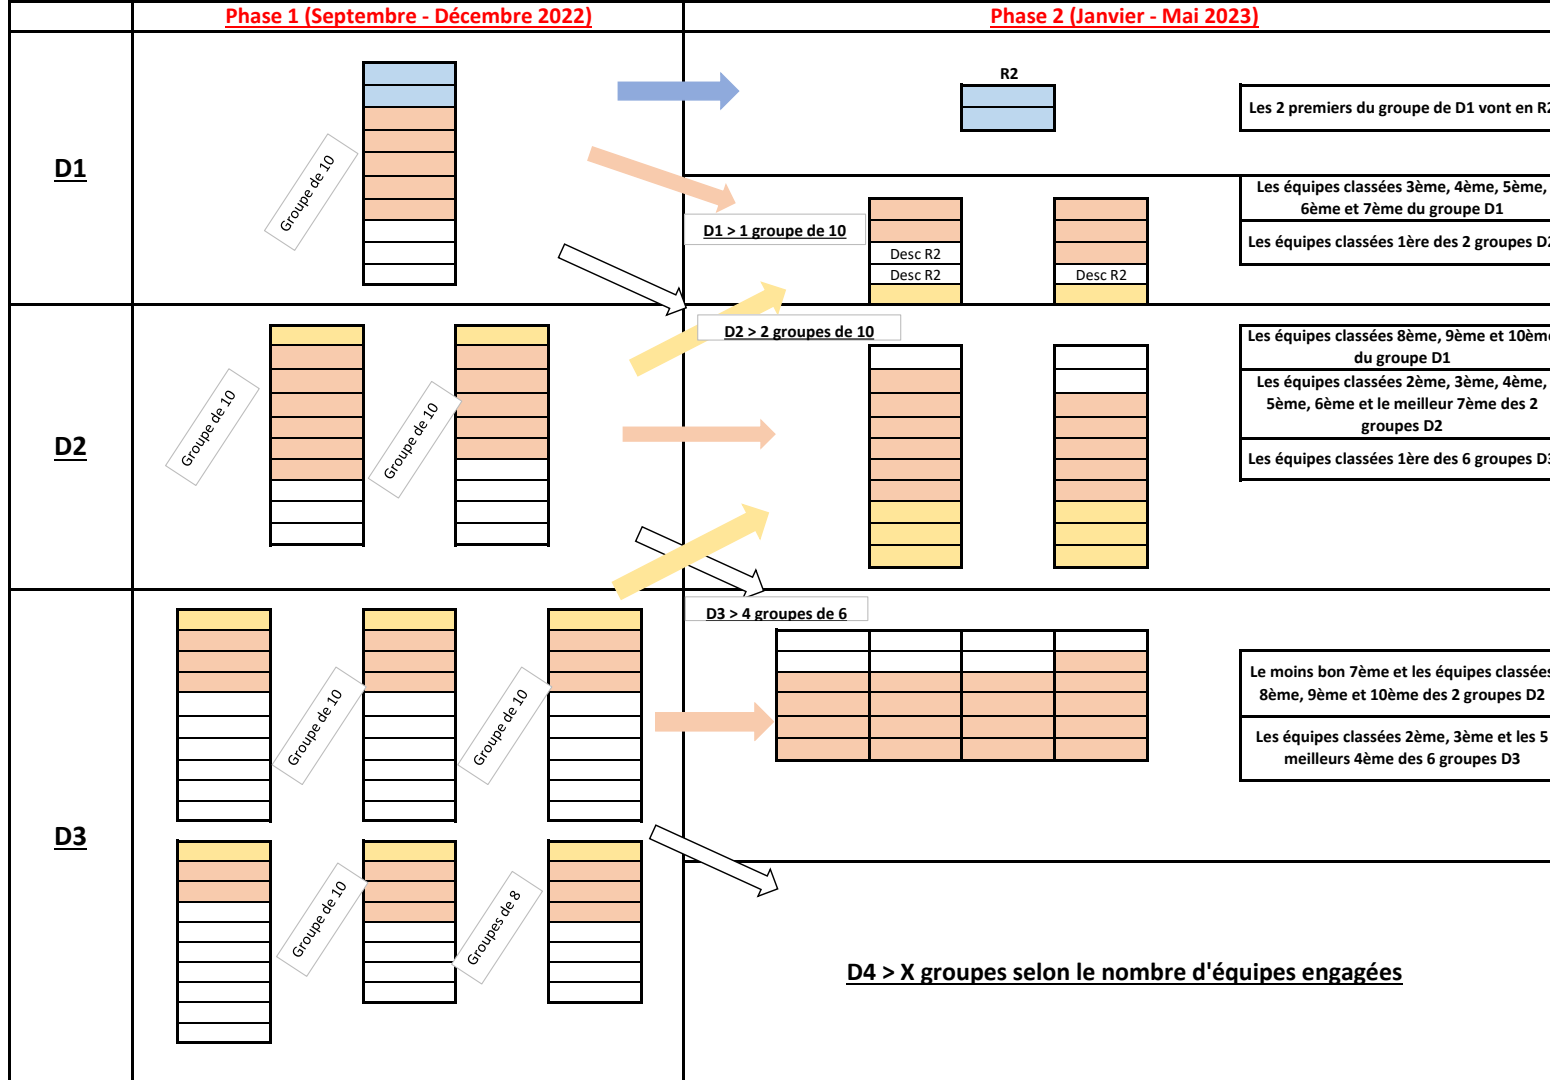 Phase 1 (Septembre - Décembre 2022)
Phase 2 (Janvier - Mai 2023)
D1
Groupe de 10
R2
Les 2 premiers du groupe de D1 vont en R2
D1 > 1 groupe de 10
Desc R2
Desc R2
Desc R2
Les équipes classées 3ème, 4ème, 5ème,
6ème et 7ème du groupe D1
Les équipes classées 1ère des 2 groupes D2
D2
Groupe de 10
Groupe de 10
D2 > 2 groupes de 10
Les équipes classées 8ème, 9ème et 10ème
du groupe D1
Les équipes classées 2ème, 3ème, 4ème,
5ème, 6ème et le meilleur 7ème des 2
groupes D2
Les équipes classées 1ère des 6 groupes D3
D3
Groupe de 10
Groupe de 10
Groupe de 10
Groupes de 8
D3 > 4 groupes de 6
Le moins bon 7ème et les équipes classées
8ème, 9ème et 10ème des 2 groupes D2
Les équipes classées 2ème, 3ème et les 5
meilleurs 4ème des 6 groupes D3
D4 > X groupes selon le nombre d'équipes engagées